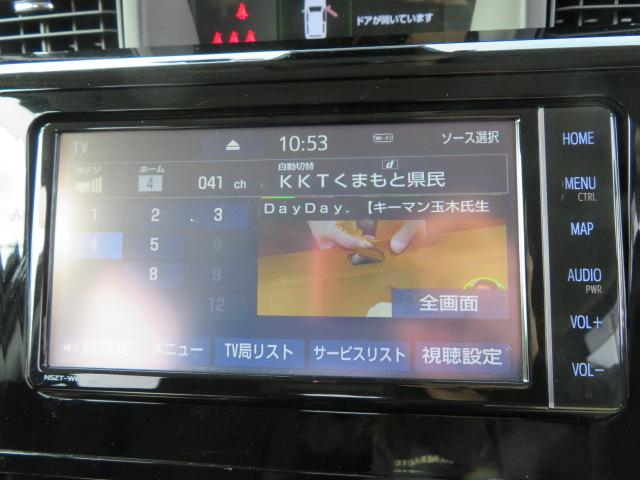 ドアが開いています
TV
10:53
Wi-Fi
ソース選択
地デジ
ホーム
4
041 ch
自動切替
d
KKTくまもと県民
DayDay. 【キーマン玉木氏生
1 2 3
4 5 6
8 9
12
全画面
音設定
メニュー
TV局リスト
サービスリスト
視聴設定
HOME
MENU
CTRL
MAP
AUDIO
PWR
VOL+
VOL-